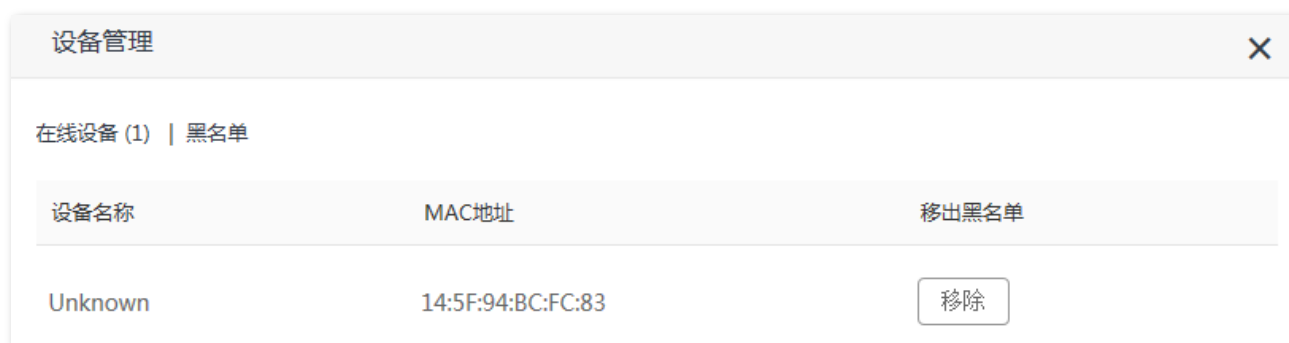 设备管理
在线设备 (1) | 黑名单
设备名称 MAC地址 移出黑名单
Unknown 14:5F:94:BC:FC:83 移除